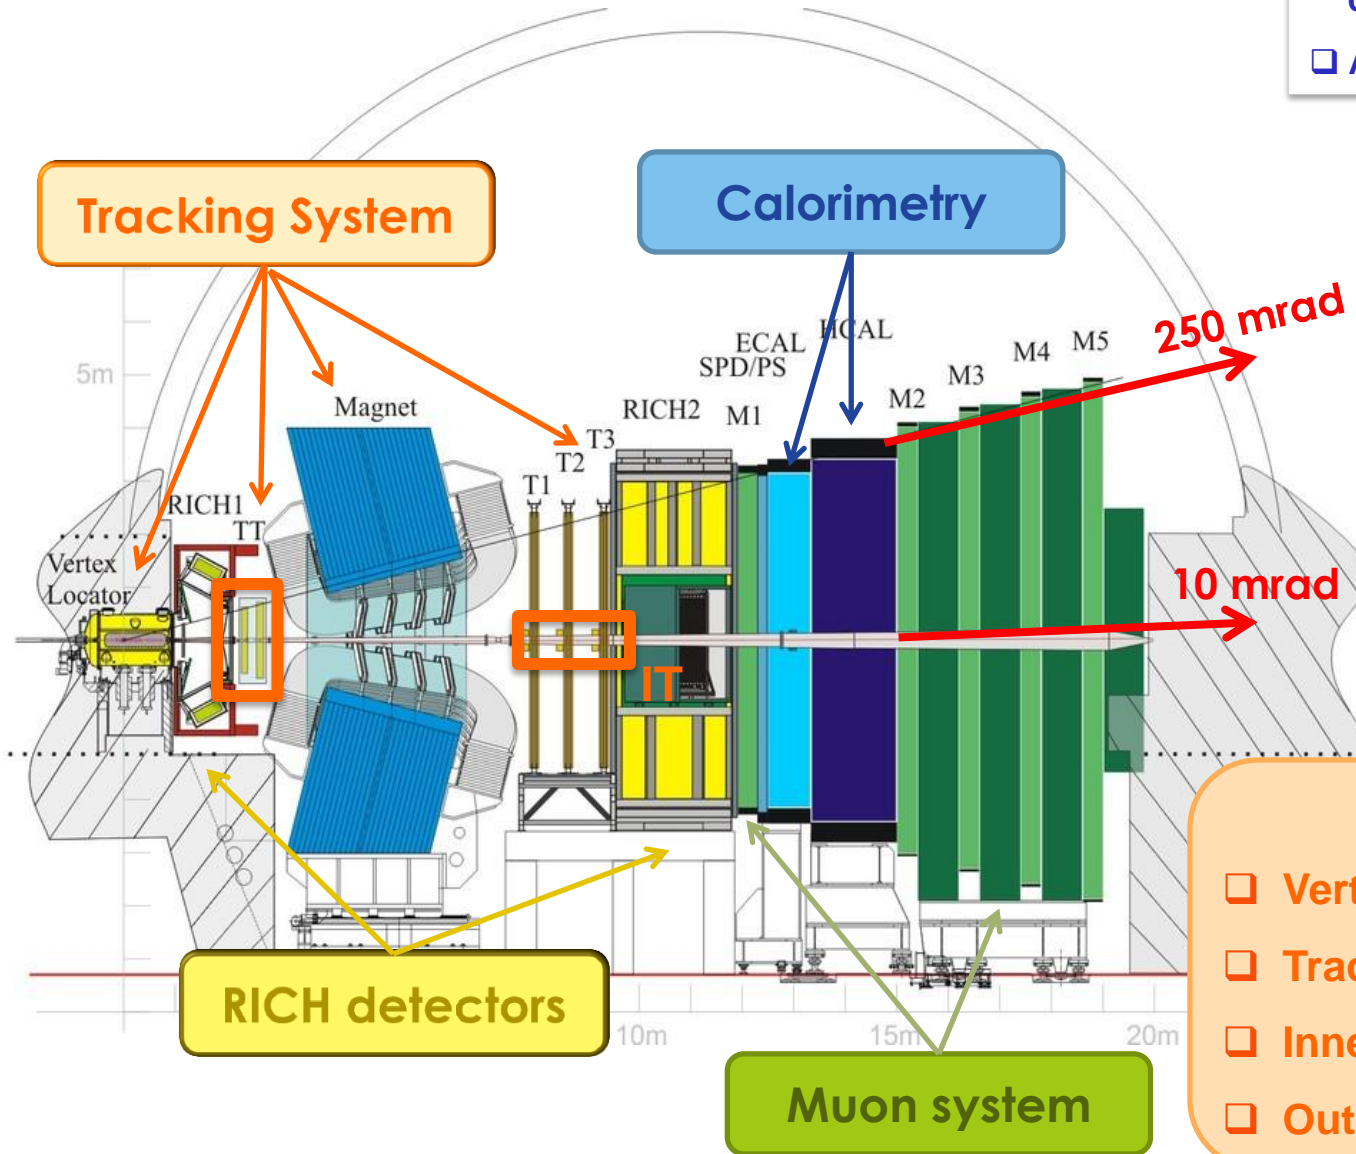 Tracking System
Calorimetry
250 mrad
HCAL
ECAL
SPD/PS
M5
M4
M3
M2
5m
Magnet
RICH2
M1
T3
T2
T1
RICH1
TT
Vertex
Locator
10 mrad
IT
RICH detectors
10m
15m
20m
Muon system